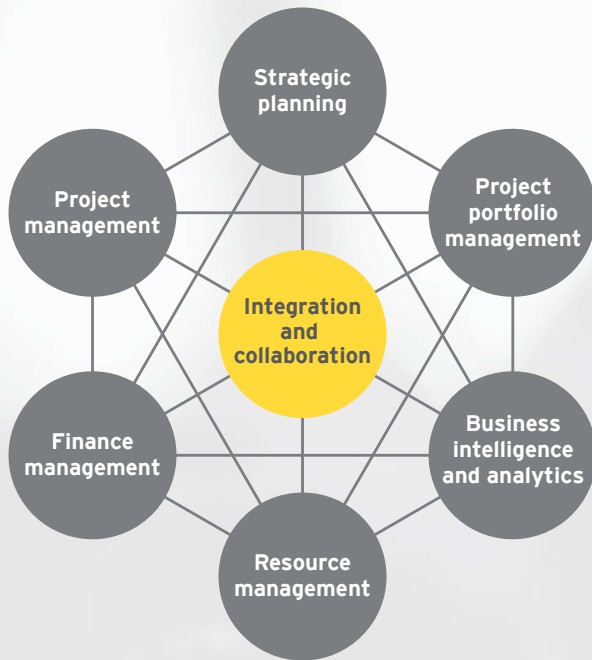 Strategic
planning
Project
management
Project
portfolio
management
Integration
and
collaboration
Finance
management
Business
intelligence
and analytics
Resource
management